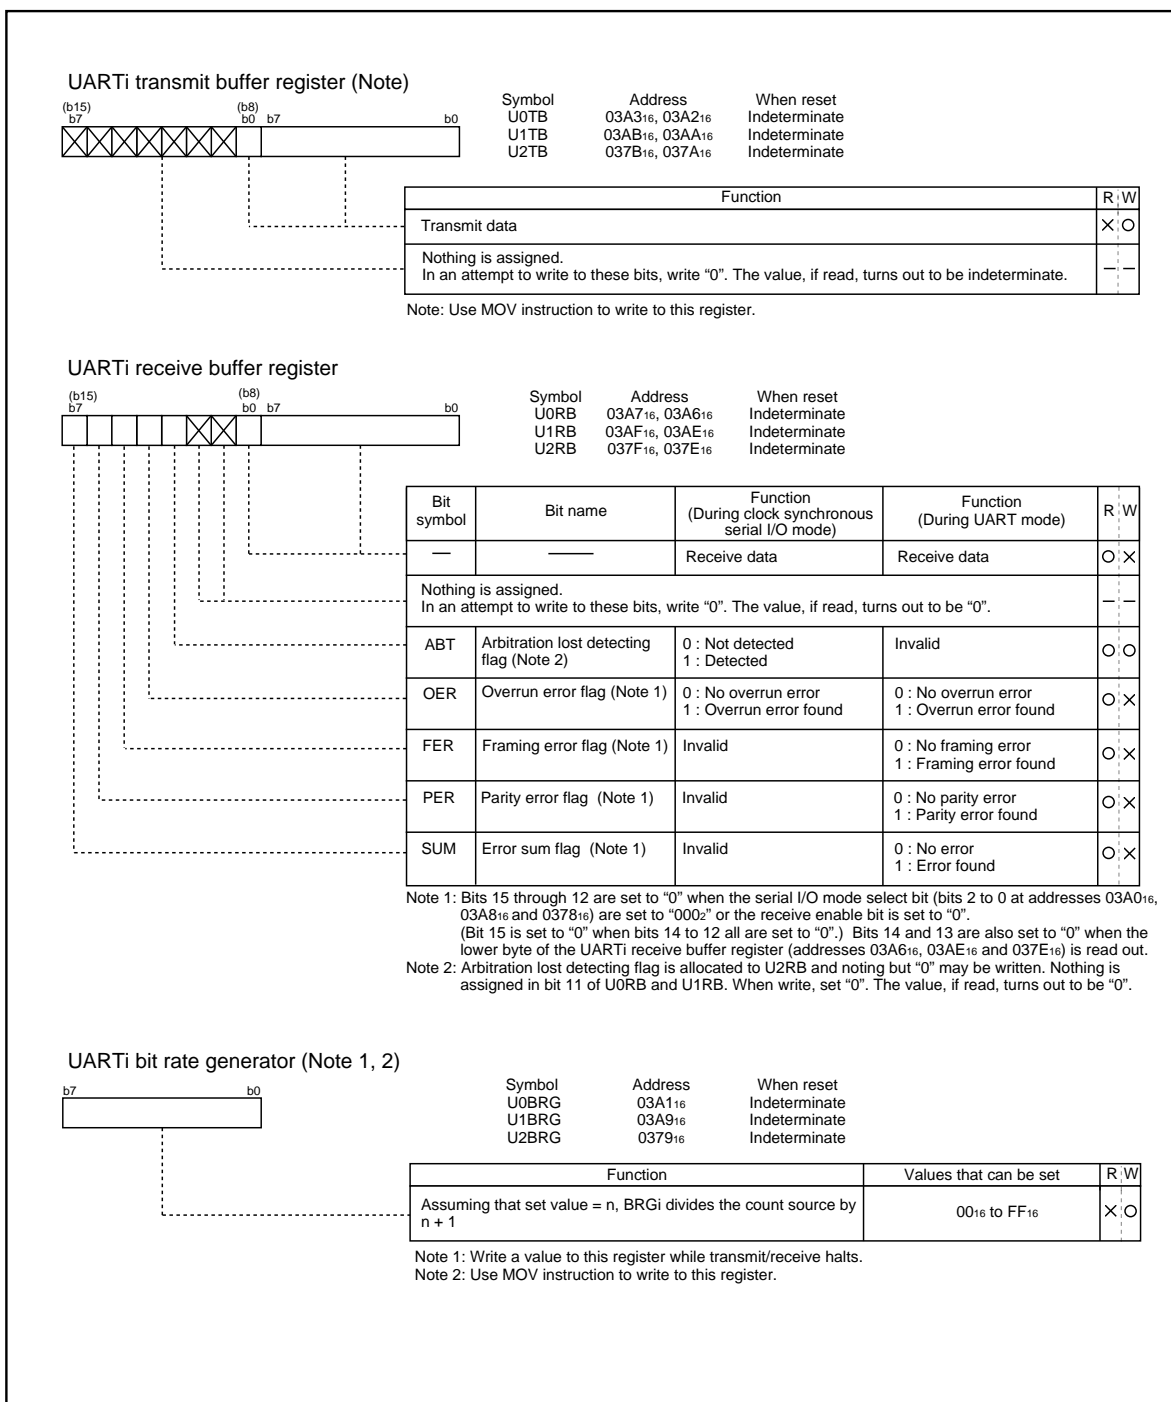 UARTi transmit buffer register (Note)
(b15) (b8)
b7 b0 b7 b0
Symbol Address When reset
U0TB 03A316, 03A216 Indeterminate
U1TB 03AB16, 03AA16 Indeterminate
U2TB 037B16, 037A16 Indeterminate
Function R W
Transmit data
Nothing is assigned.
In an attempt to write to these bits, write “0”. The value, if read, turns out to be indeterminate.
Note: Use MOV instruction to write to this register.
UARTi receive buffer register
(b15) (b8)
b7 b0 b7 b0
Symbol Address When reset
U0RB 03A716, 03A616 Indeterminate
U1RB 03AF16, 03AE16 Indeterminate
U2RB 037F16, 037E16 Indeterminate
Bit symbol Bit name Function (During clock synchronous serial I/O mode) Function (During UART mode) R W
Receive data Receive data
Nothing is assigned.
In an attempt to write to these bits, write “0”. The value, if read, turns out to be “0”.
ABT Arbitration lost detecting flag (Note 2) 0 : Not detected 1 : Detected Invalid
OER Overrun error flag (Note 1) 0 : No overrun error 1 : Overrun error found 0 : No overrun error 1 : Overrun error found
FER Framing error flag (Note 1) Invalid 0 : No framing error 1 : Framing error found
PER Parity error flag (Note 1) Invalid 0 : No parity error 1 : Parity error found
SUM Error sum flag (Note 1) Invalid 0 : No error 1 : Error found
Note 1: Bits 15 through 12 are set to “0” when the serial I/O mode select bit (bits 2 to 0 at addresses 03A016,
03A816 and 037816) are set to “0002” or the receive enable bit is set to “0”.
(Bit 15 is set to “0” when bits 14 to 12 all are set to “0”.) Bits 14 and 13 are also set to “0” when the
lower byte of the UARTi receive buffer register (addresses 03A616, 03AE16 and 037E16) is read out.
Note 2: Arbitration lost detecting flag is allocated to U2RB and noting but “0” may be written. Nothing is
assigned in bit 11 of U0RB and U1RB. When write, set “0”. The value, if read, turns out to be “0”.
UARTi bit rate generator (Note 1, 2)
b7 b0
Symbol Address When reset
U0BRG 03A116 Indeterminate
U1BRG 03A916 Indeterminate
U2BRG 037916 Indeterminate
Function Values that can be set R W
Assuming that set value = n, BRGi divides the count source by n + 1 0016 to FF16
Note 1: Write a value to this register while transmit/receive halts.
Note 2: Use MOV instruction to write to this register.